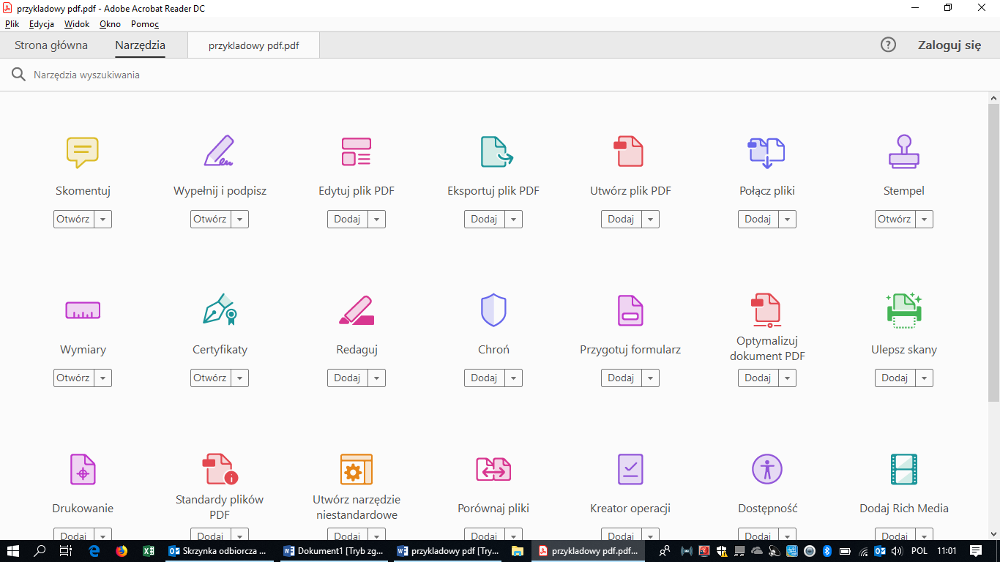 przykladowy pdf.pdf - Adobe Acrobat Reader DC
Plik Edycja Widok Okno Pomoc
Strona główna Narzędzia przykladowy pdf.pdf ? Zaloguj się
Narzędzia wyszukiwania
Skomentuj Wypełnij i podpisz Edytuj plik PDF Eksportuj plik PDF Utwórz plik PDF Połącz pliki Stempel
Otwórz Otwórz Dodaj Dodaj Dodaj Dodaj Otwórz
Wymiary Certyfikaty Redaguj Chroń Przygotuj formularz Optymalizuj dokument PDF Ulepsz skany
Otwórz Otwórz Dodaj Dodaj Dodaj Dodaj Dodaj
Drukowanie Standardy plików PDF Utwórz narzędzie niestandardowe Porównaj pliki Kreator operacji Dostępność Dodaj Rich Media
Dodaj Dodaj Dodaj Dodaj Dodaj Dodaj Dodaj
Skrzynka odbiorcza ... Dokument1 [Tryb zg... przykladowy pdf [Try... przykladowy pdf.pdf... POL 11:01